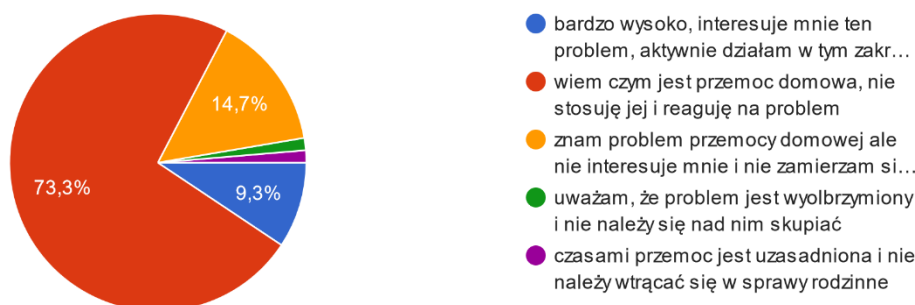 73,3%
14,7%
9,3%
bardzo wysoko, interesuje mnie ten
problem, aktywnie działam w tym zakr…
wiem czym jest przemoc domowa, nie
stosuję jej i reaguję na problem
znam problem przemocy domowej ale
nie interesuje mnie i nie zamierzam si…
uważam, że problem jest wyolbrzymiony
i nie należy się nad nim skupiać
czasami przemoc jest uzasadniona i nie
należy wtrącać się w sprawy rodzinne